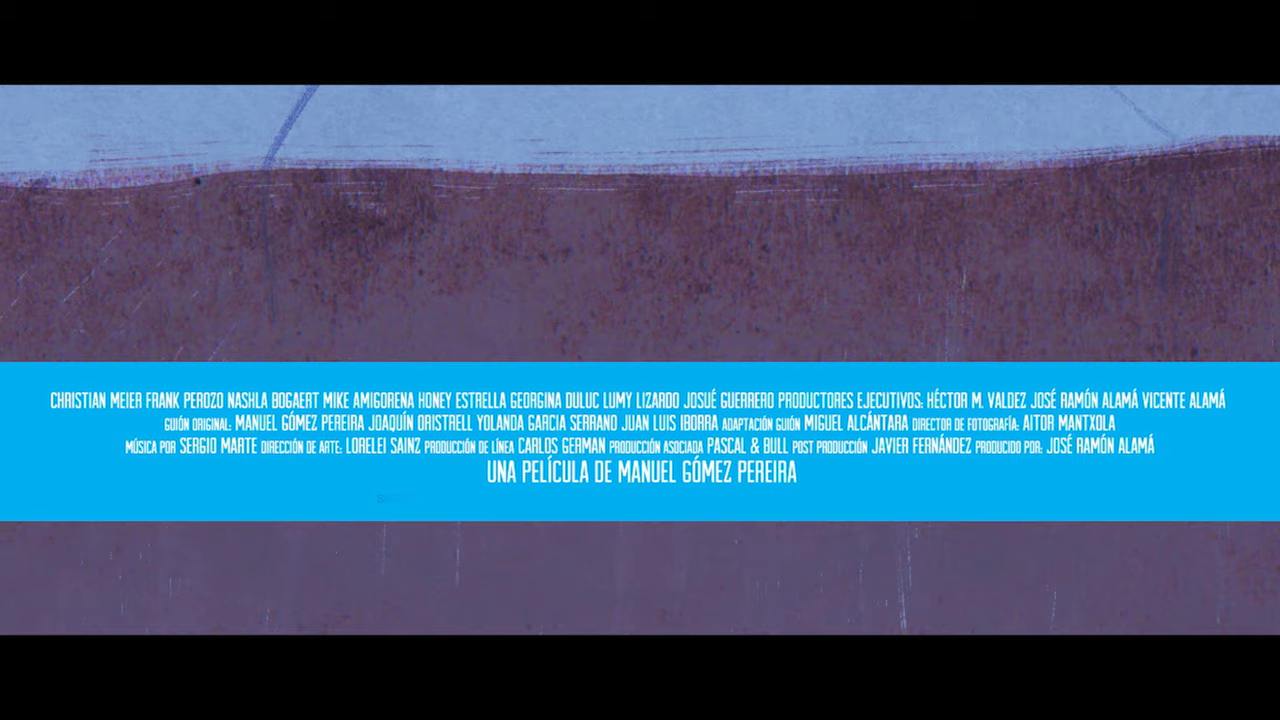 CHRISTIAN MEIER FRANK PEROZO NASHLA BOGAERT MIKE AMIGORENA HONEY ESTRELLA GEORGINA DULUC LUMY LIZARDO JOSUÉ GUERRERO PRODUCTORES EJECUTIVOS: HÉCTOR M. VALDEZ JOSÉ RAMÓN ALAMÁ VICENTE ALAMÁ
GUIÓN ORIGINAL: MANUEL GÓMEZ PEREIRA JOAQUÍN ORISTRELL YOLANDA GARCIA SERRANO JUAN LUIS IBORRA ADAPTACIÓN GUIÓN MIGUEL ALCÁNTARA DIRECTOR DE FOTOGRAFÍA: AITOR MANTXOLA
MÚSICA POR SERGIO MARTE DIRECCIÓN DE ARTE: LORELEI SAINZ PRODUCCIÓN DE LÍNEA CARLOS GERMAN PRODUCCIÓN ASOCIADA PASCAL & BULL POST PRODUCCIÓN JAVIER FERNÁNDEZ PRODUCIDO POR: JOSÉ RAMÓN ALAMÁ
UNA PELÍCULA DE MANUEL GÓMEZ PEREIRA